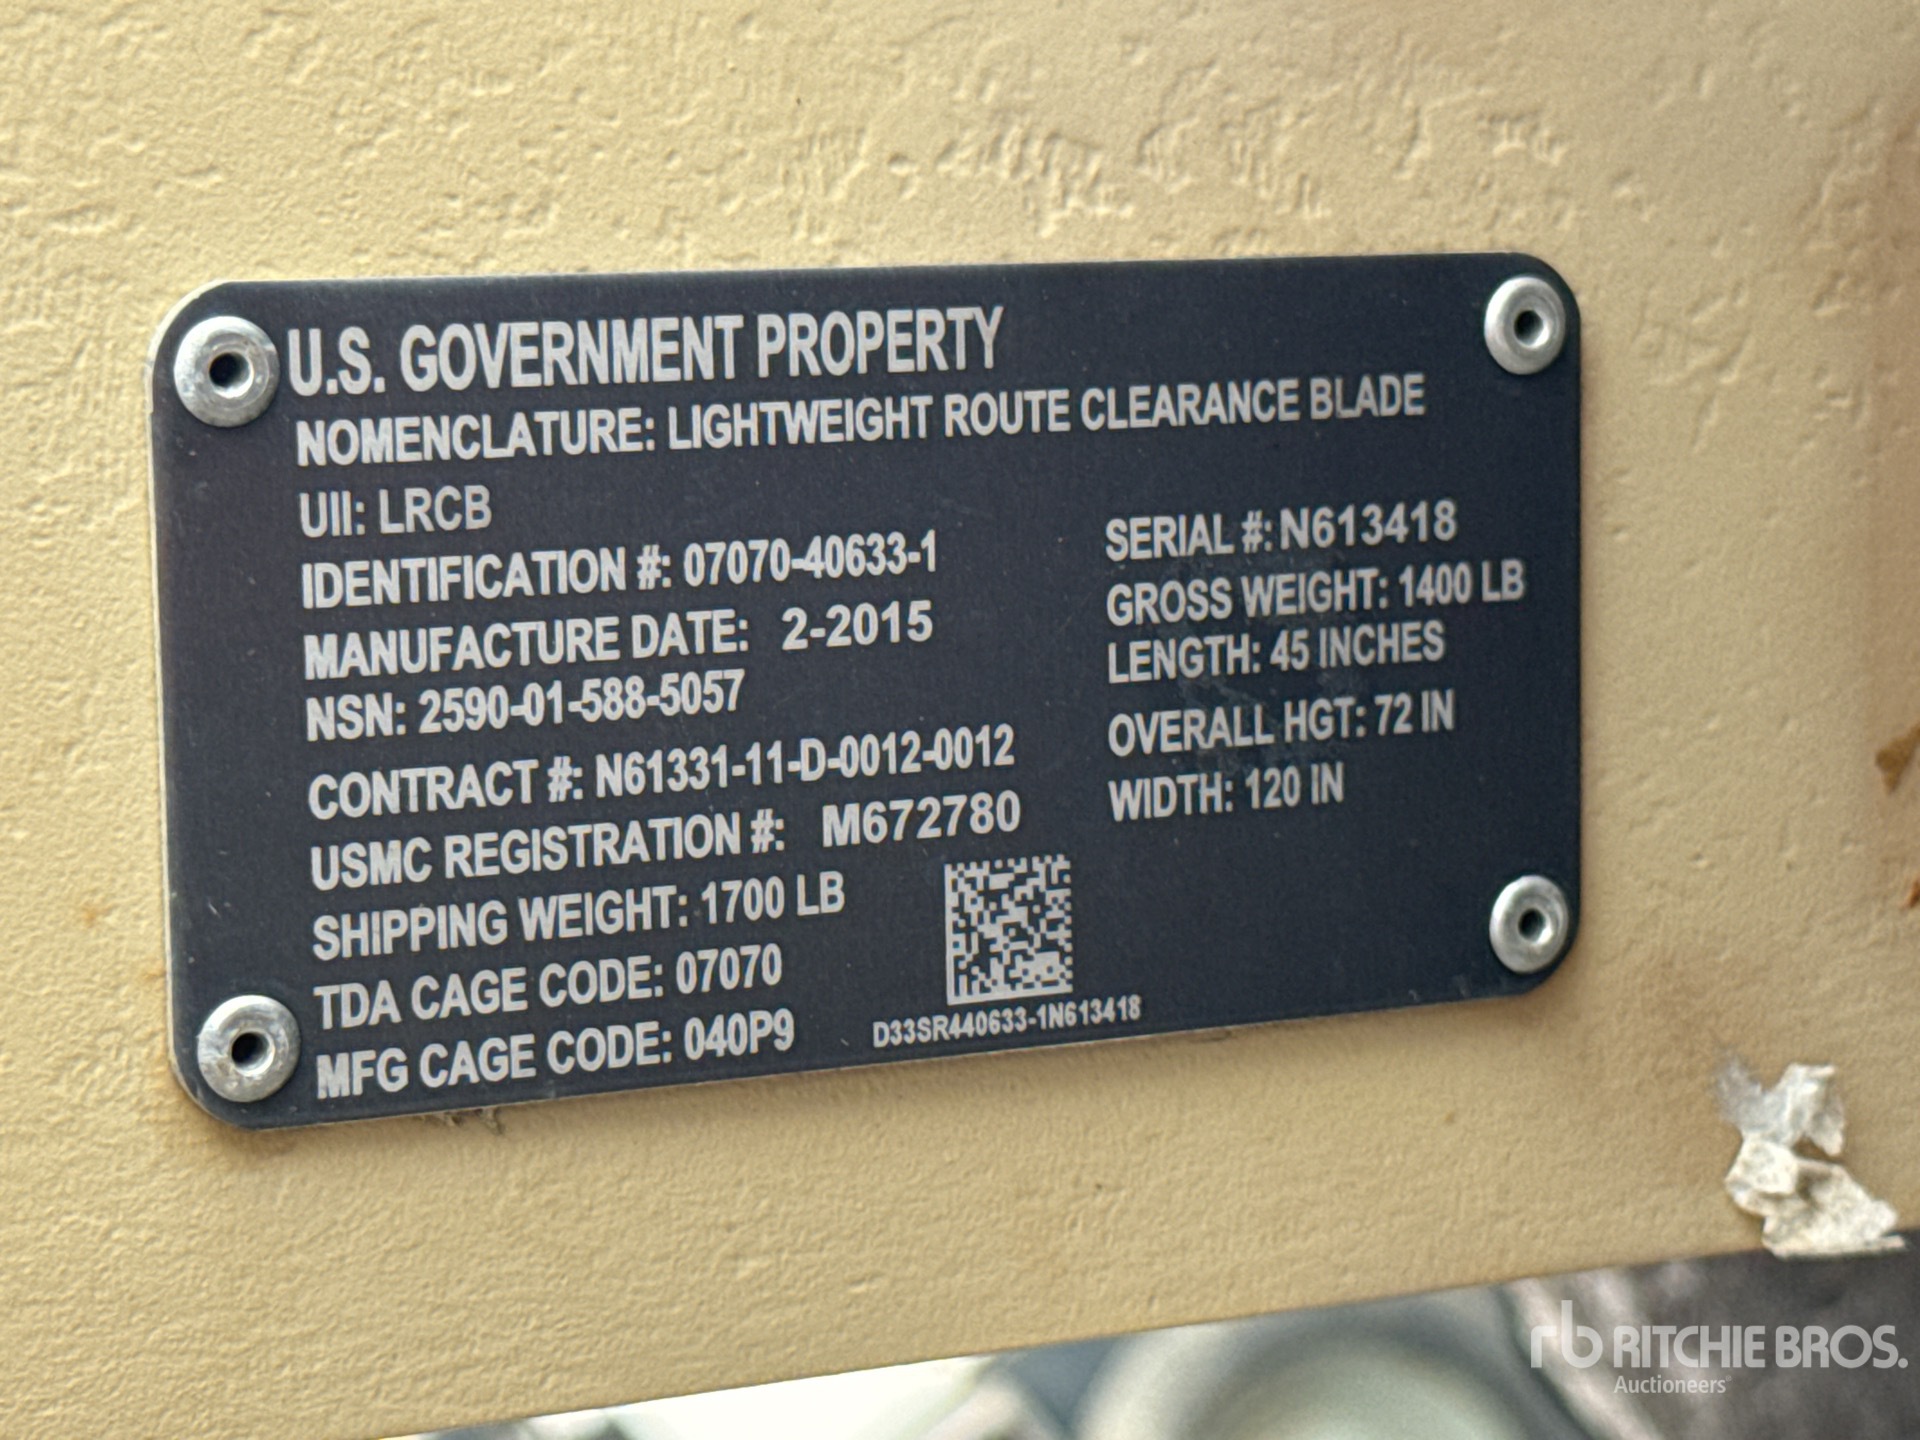 U.S. GOVERNMENT PROPERTY
NOMENCLATURE: LIGHTWEIGHT ROUTE CLEARANCE BLADE
UII: LRCB
IDENTIFICATION #: 07070-40633-1
MANUFACTURE DATE: 2-2015
NSN: 2590-01-588-5057
CONTRACT #: N61331-11-D-0012-0012
USMC REGISTRATION #: M672780
SHIPPING WEIGHT: 1700 LB
TDA CAGE CODE: 07070
MFG CAGE CODE: 040P9
SERIAL #: N613418
GROSS WEIGHT: 1400 LB
LENGTH: 45 INCHES
OVERALL HGT: 72 IN
WIDTH: 120 IN
D33SR440633-1N613418
rb RITCHIE BROS.
Auctioneers